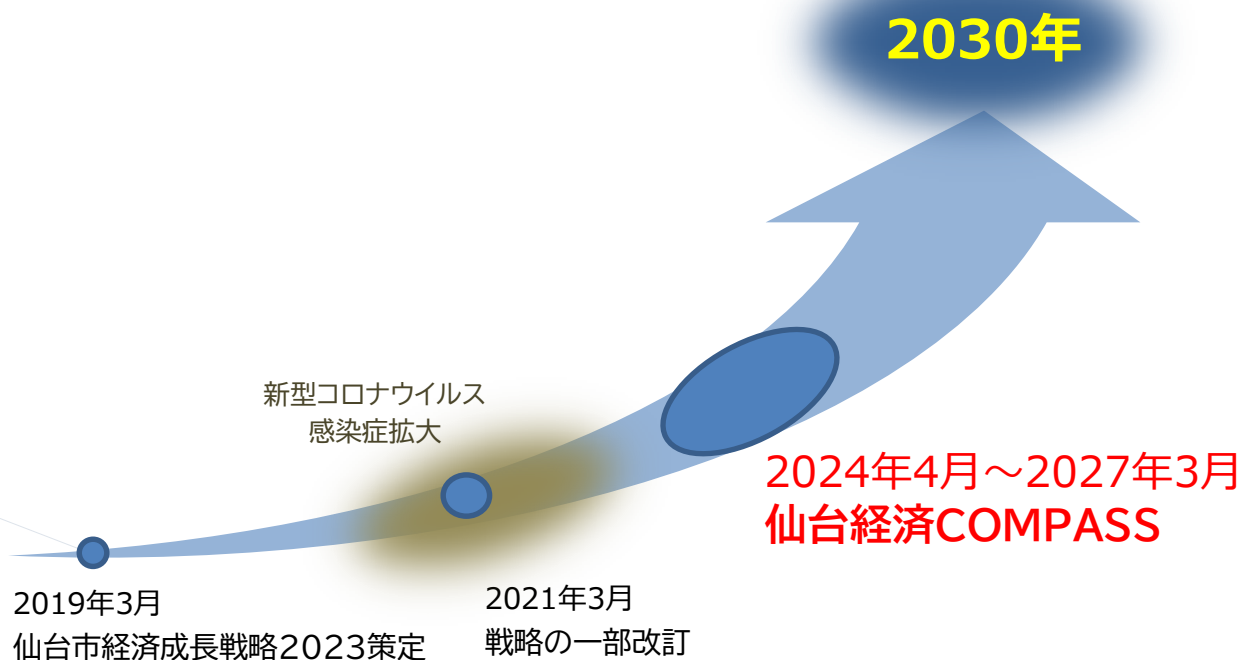 2030年
新型コロナウイルス
感染症拡大
2024年4月～2027年3月
仙台経済COMPASS
2019年3月
仙台市経済成長戦略2023策定
2021年3月
戦略の一部改訂